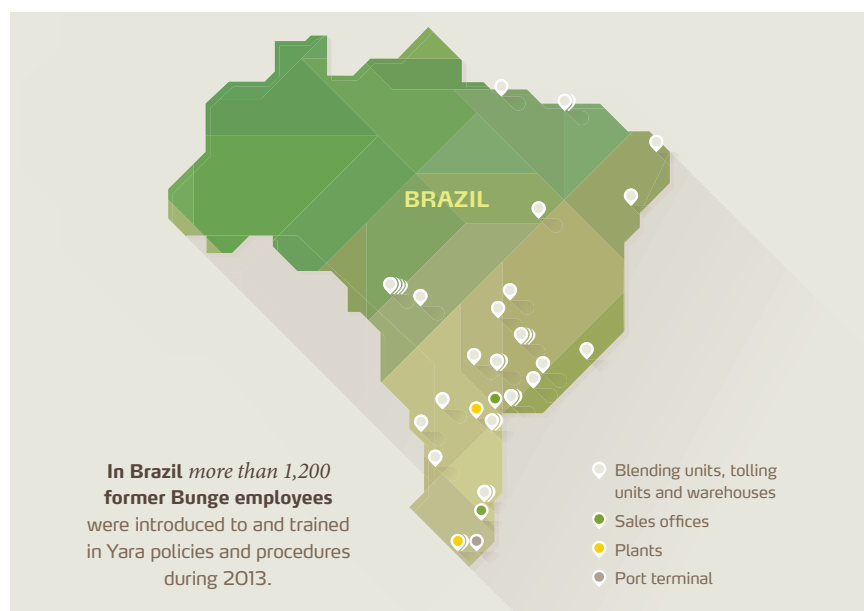 BRAZIL
In Brazil more than 1,200
former Bunge employees
were introduced to and trained
in Yara policies and procedures
during 2013.
Blending units, tolling
units and warehouses
Sales offices
Plants
Port terminal